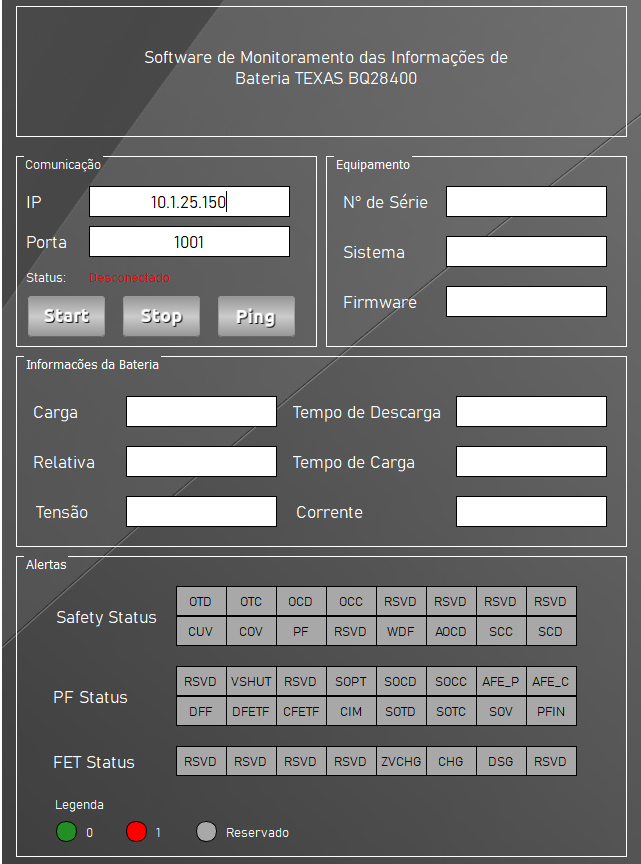 Software de Monitoramento das Informações de
Bateria TEXAS BQ28400
Comunicação
IP 10.1.25.150
Porta 1001
Status: Desconectado
Start Stop Ping
Equipamento
Nº de Série
Sistema
Firmware
Informacões da Bateria
Carga Tempo de Descarga
Relativa Tempo de Carga
Tensão Corrente
Alertas
Safety Status
OTD OTC OCD OCC RSVD RSVD RSVD RSVD
CUV COV PF RSVD WDF AOCD SCC SCD
PF Status
RSVD VSHUT RSVD SOPT SOCD SOCC AFE_P AFE_C
DFF DFETF CFETF CIM SOTD SOTC SOV PFIN
FET Status
RSVD RSVD RSVD RSVD ZVCHG CHG DSG RSVD
Legenda
0 1 Reservado